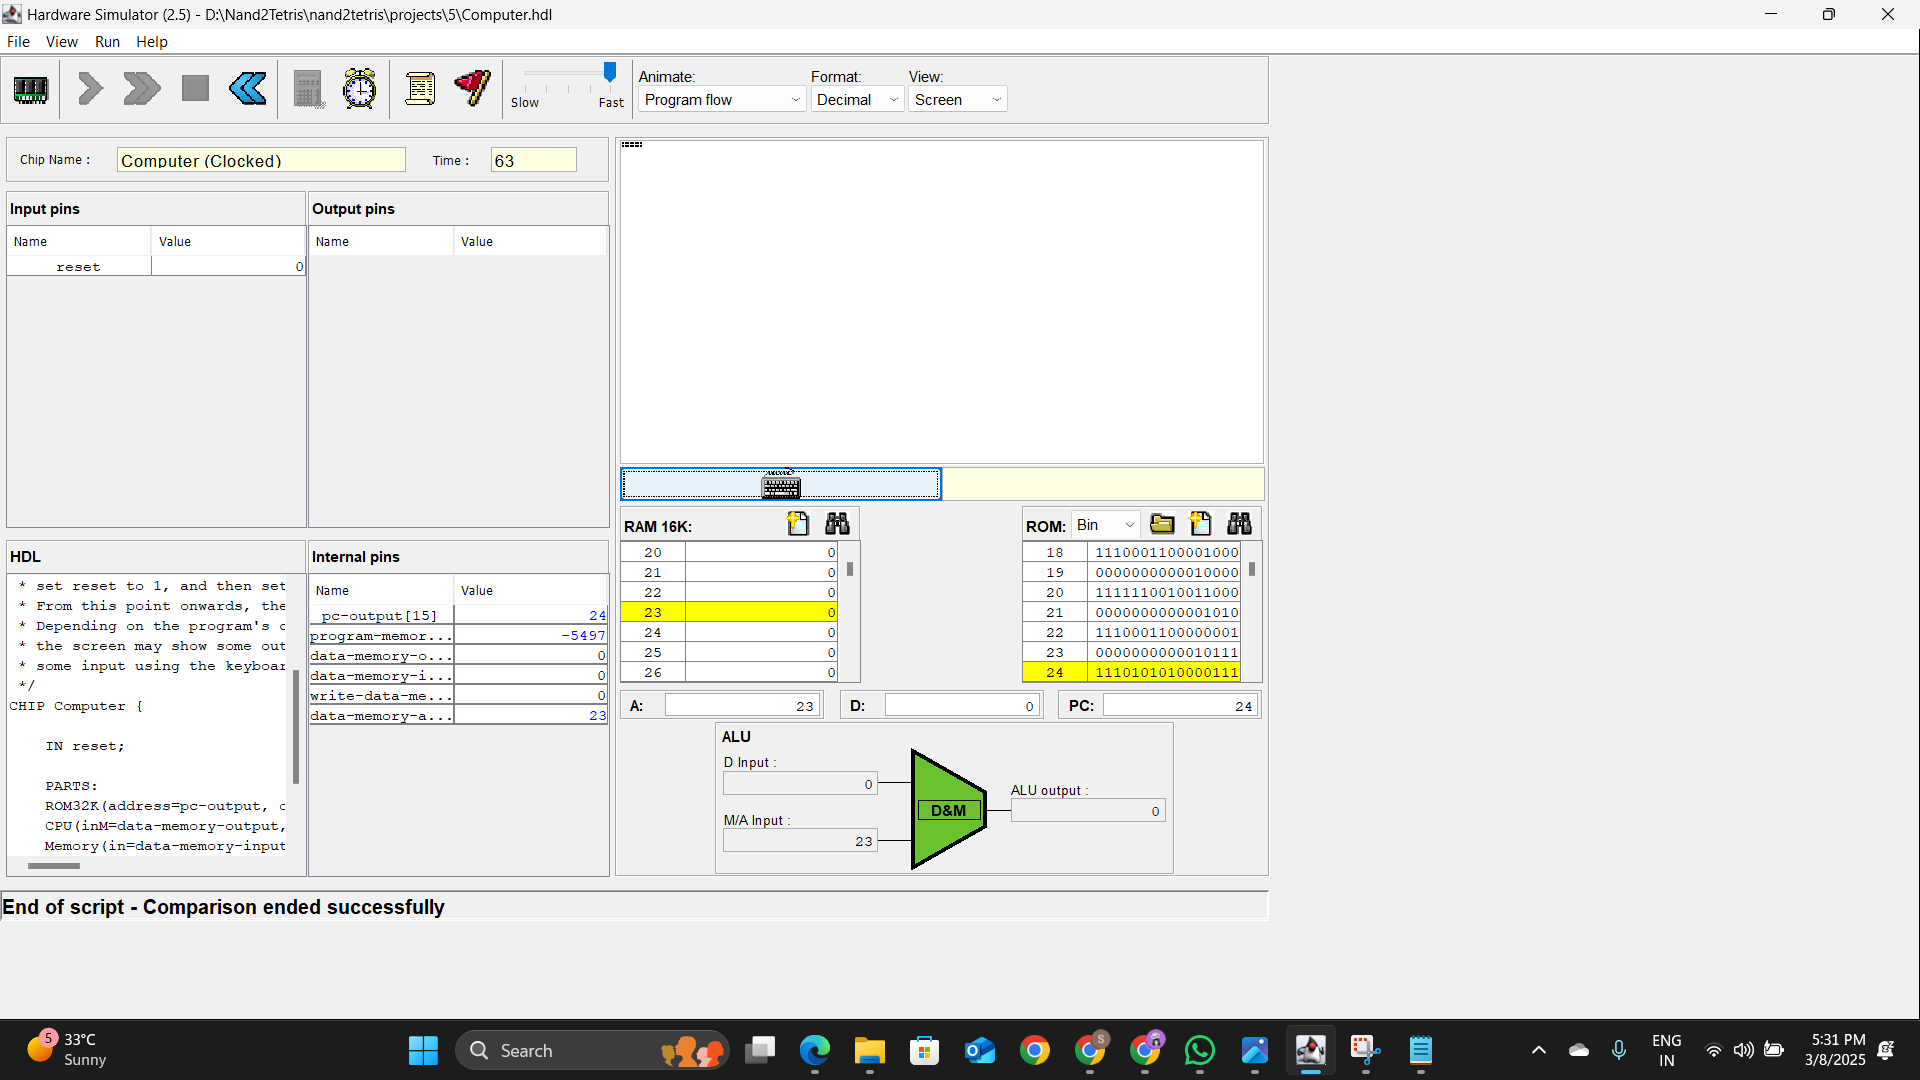 Hardware Simulator (2.5) - D:\Nand2Tetris\nand2tetris\projects\5\Computer.hdl
File View Run Help
Slow Fast
Animate: Format: View:
Program flow Decimal Screen
Chip Name : Computer (Clocked) Time : 63
Input pins
Name Value
reset 0
Output pins
Name Value
HDL
* set reset to 1, and then set
* From this point onwards, the
* Depending on the program's c
* the screen may show some out
* some input using the keyboar
*/
CHIP Computer {
IN reset;
PARTS:
ROM32K(address=pc-output, c
CPU(inM=data-memory-output,
Memory(in=data-memory-input
Internal pins
Name Value
pc-output[15] 24
program-memor... -5497
data-memory-o... 0
data-memory-i... 0
write-data-me... 0
data-memory-a... 23
RAM 16K:
20 0
21 0
22 0
23 0
24 0
25 0
26 0
ROM: Bin
18 1110001100001000
19 0000000000010000
20 1111110010011000
21 0000000000001010
22 1110001100000001
23 0000000000010111
24 1110101010000111
A: 23
D: 0
PC: 24
ALU
D Input :
0
M/A Input :
23
D&M
ALU output :
0
End of script - Comparison ended successfully
5
33°C
Sunny
Search
S
ENG
IN
5:31 PM
3/8/2025